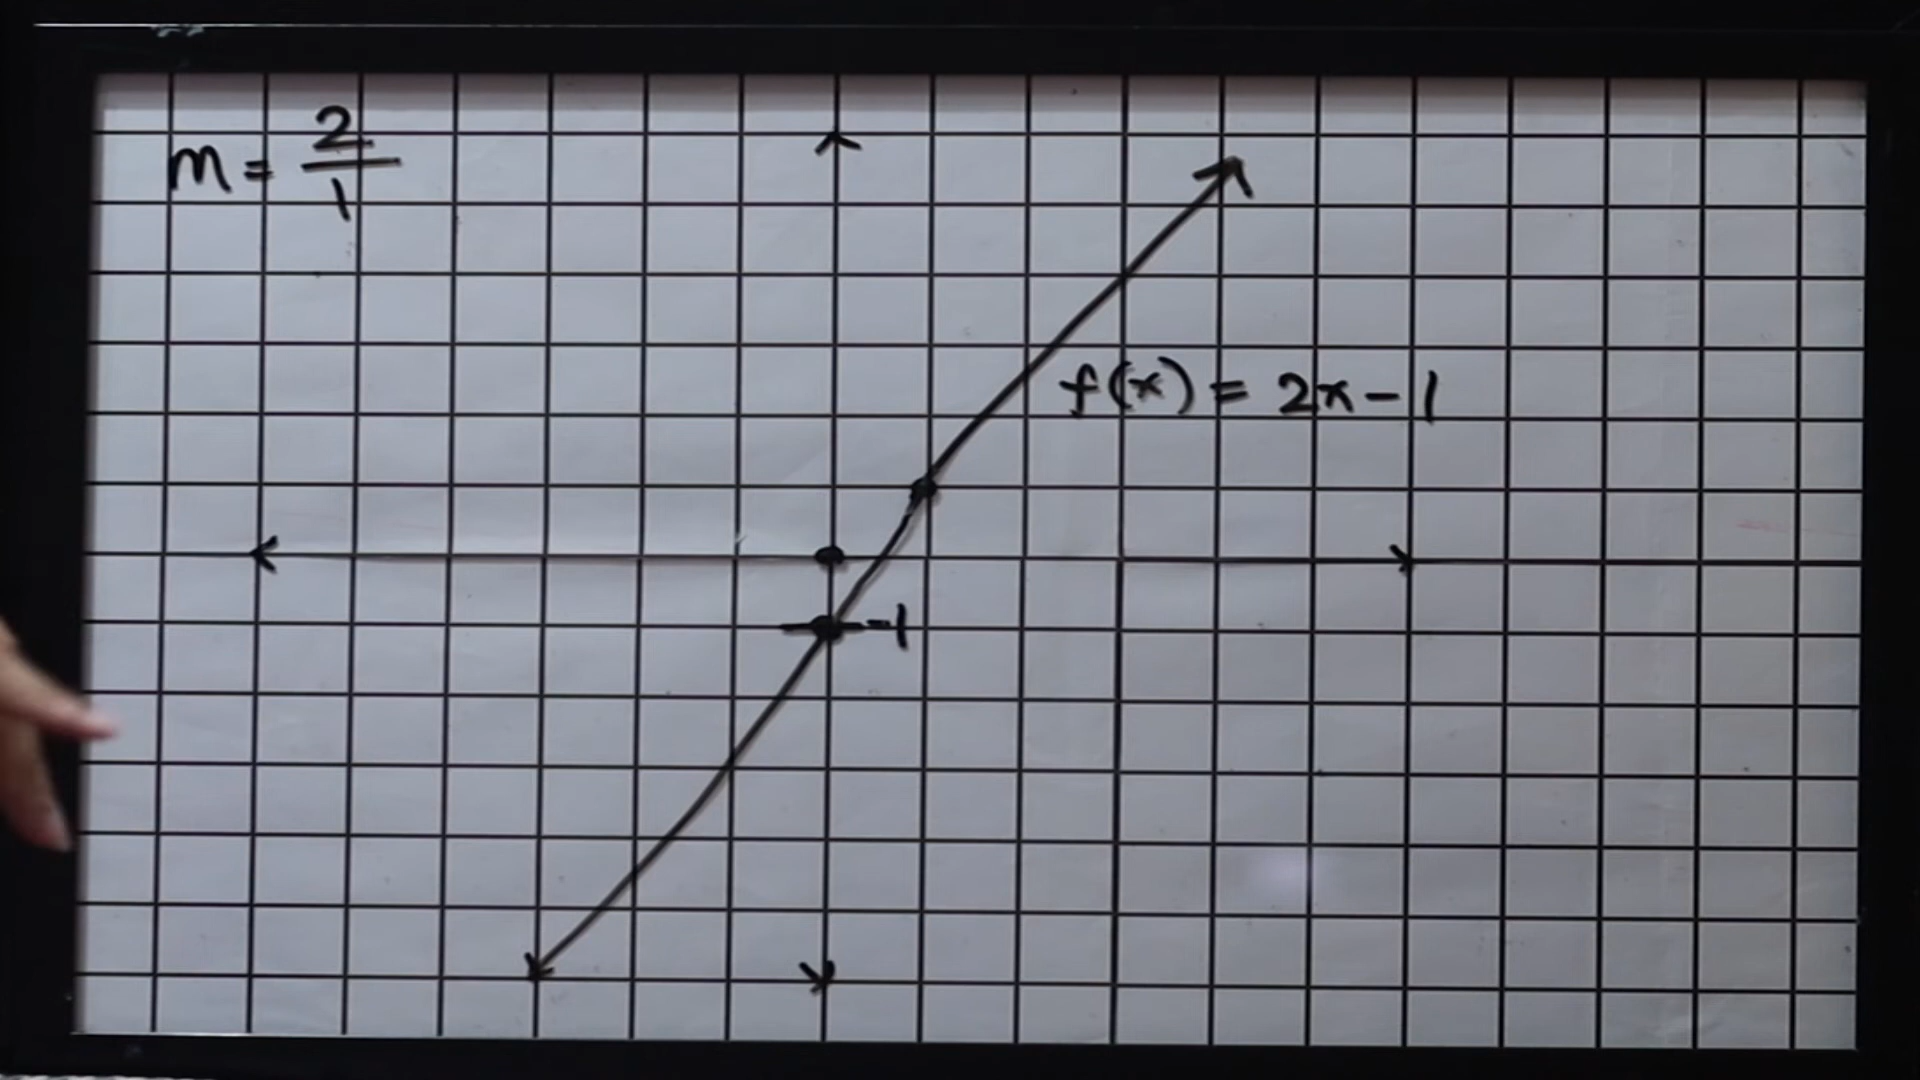 m = 2/1
f(x) = 2x - 1
-1